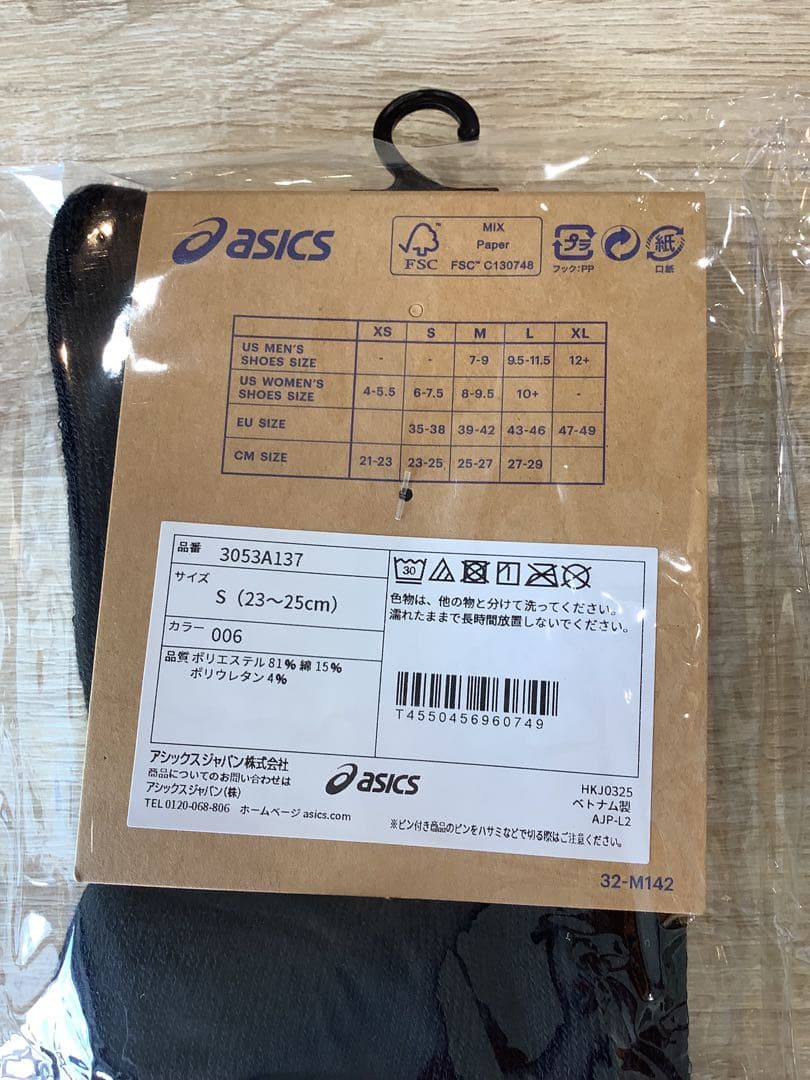 asics
MIX
Paper
FSC™ C130748
FSC
プラ
フック:PP
紙
口紙
XS S M L XL
US MEN'S SHOES SIZE - - 7-9 9.5-11.5 12+
US WOMEN'S SHOES SIZE 4-5.5 6-7.5 8-9.5 10+ -
EU SIZE 35-38 39-42 43-46 47-49
CM SIZE 21-23 23-25 25-27 27-29
品番 3053A137
サイズ
S（23〜25cm）
カラー 006
品質 ポリエステル 81% 綿 15%
ポリウレタン 4%
30
色物は、他の物と分けて洗ってください。
濡れたままで長時間放置しないでください。
T4550456960749
アシックスジャパン株式会社
商品についてのお問い合わせは
アシックスジャパン(株)
TEL 0120-068-806 ホームページ asics.com
asics
HKJ0325
ベトナム製
AJP-L2
※ピン付き商品のピンをハサミなどで切る際はご注意ください。
32-M142